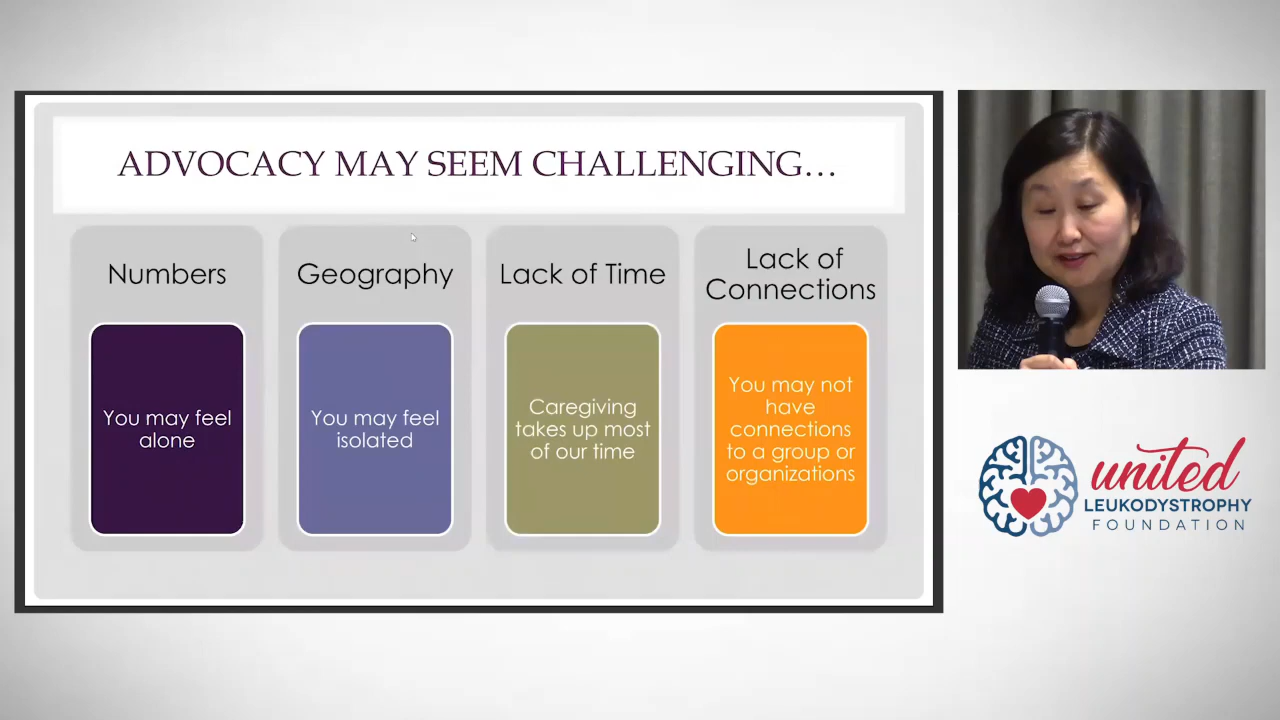 ADVOCACY MAY SEEM CHALLENGING…
Numbers
You may feel
alone
Geography
You may feel
isolated
Lack of Time
Caregiving
takes up most
of our time
Lack of
Connections
You may not
have
connections
to a group or
organizations
united
LEUKODYSTROPHY
FOUNDATION